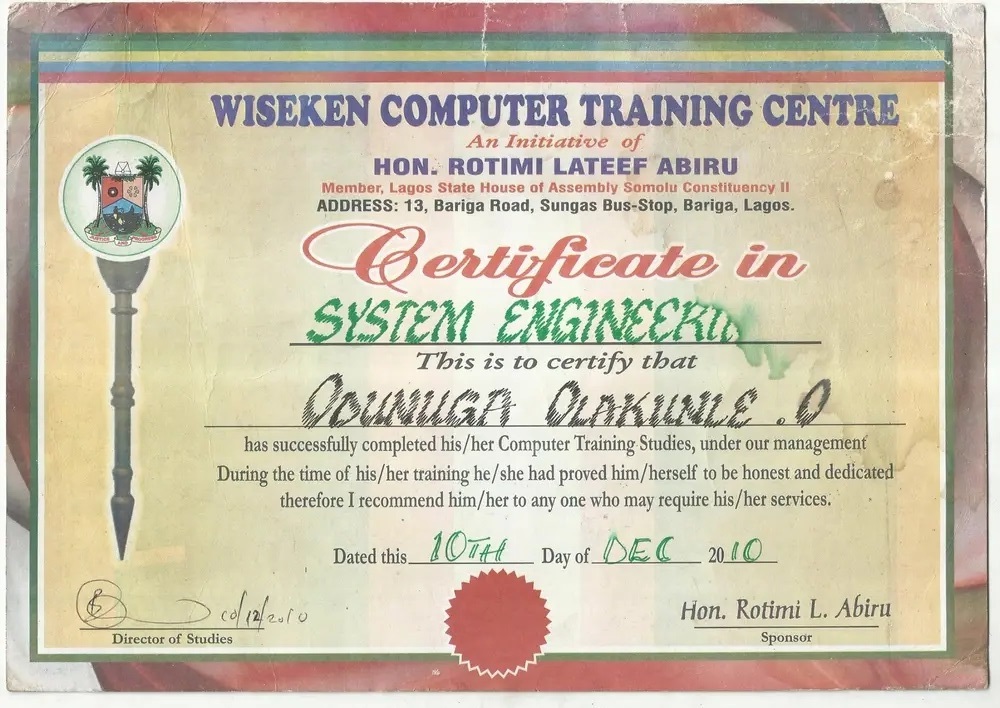 WISEKEN COMPUTER TRAINING CENTRE
An Initiative of
HON. ROTIMI LATEEF ABIRU
Member, Lagos State House of Assembly Somolu Constituency II
ADDRESS: 13, Bariga Road, Sungas Bus-Stop, Bariga, Lagos.
JUSTICE AND PROGRESS
Certificate in
SYSTEM
This is to certify that
ODUNUGA OLAKUNLE .O
has successfully completed his/her Computer Training Studies, under our management
During the time of his/her training he/she had proved him/herself to be honest and dedicated
therefore I recommend him/her to any one who may require his/her services.
Dated this 10TH Day of DEC 2010
10/12/2010
Director of Studies
Hon. Rotimi L. Abiru
Sponsor